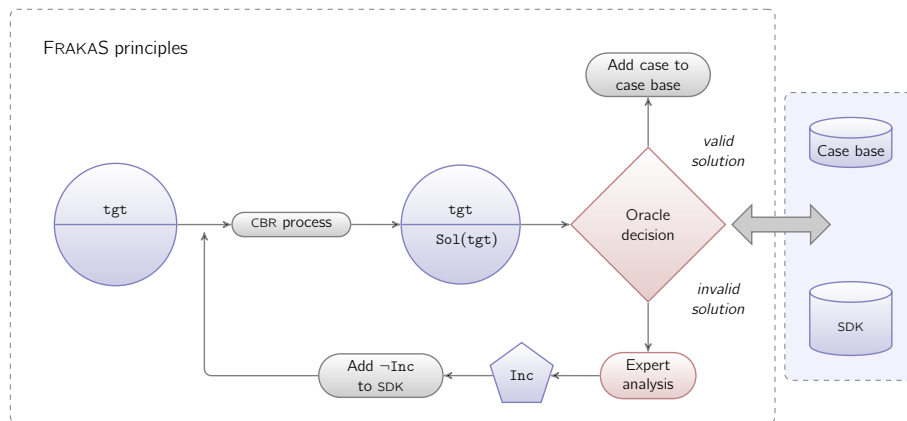 FRAKAS principles
Add case to
case base
valid
solution
Case base
tgt
CBR process
tgt
Sol(tgt)
Oracle
decision
invalid
solution
SDK
Add ¬Inc
to SDK
Inc
Expert
analysis